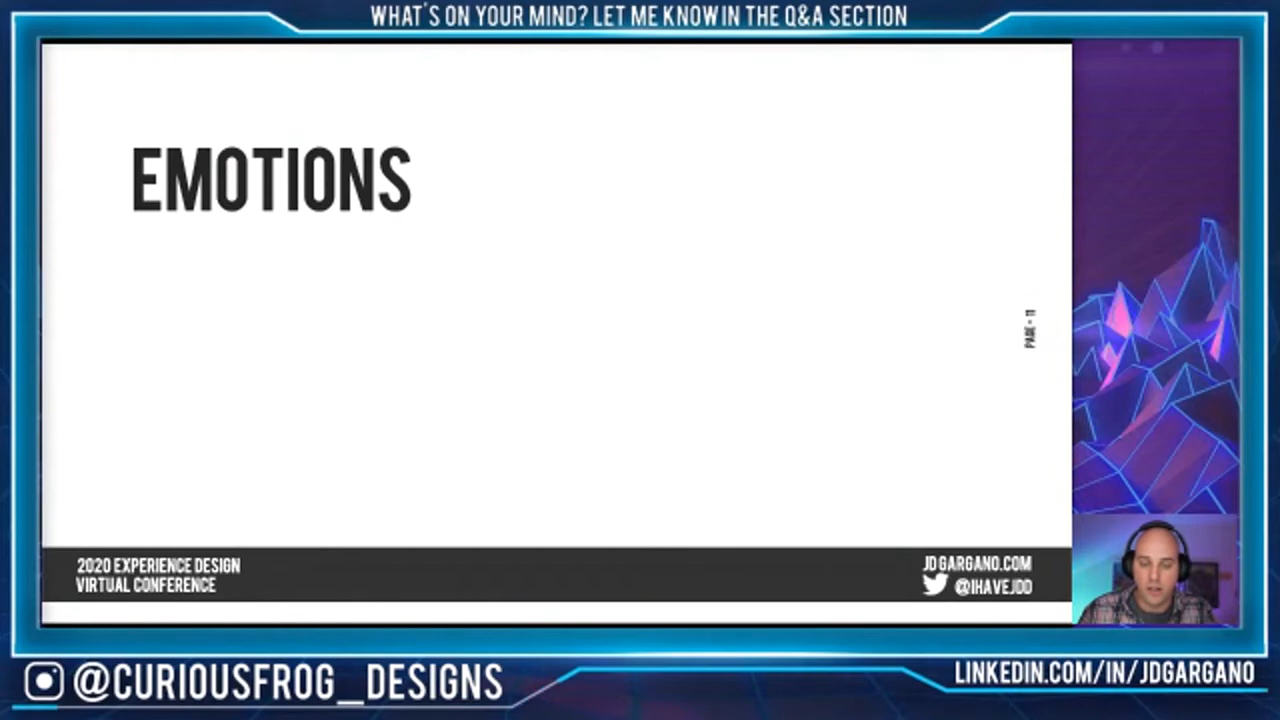 WHAT'S ON YOUR MIND? LET ME KNOW IN THE Q&A SECTION
EMOTIONS
PAGE - 11
2020 EXPERIENCE DESIGN
VIRTUAL CONFERENCE
JDGARGANO.COM
@IHAVEJDD
@CURIOUSFROG_DESIGNS
LINKEDIN.COM/IN/JDGARGANO